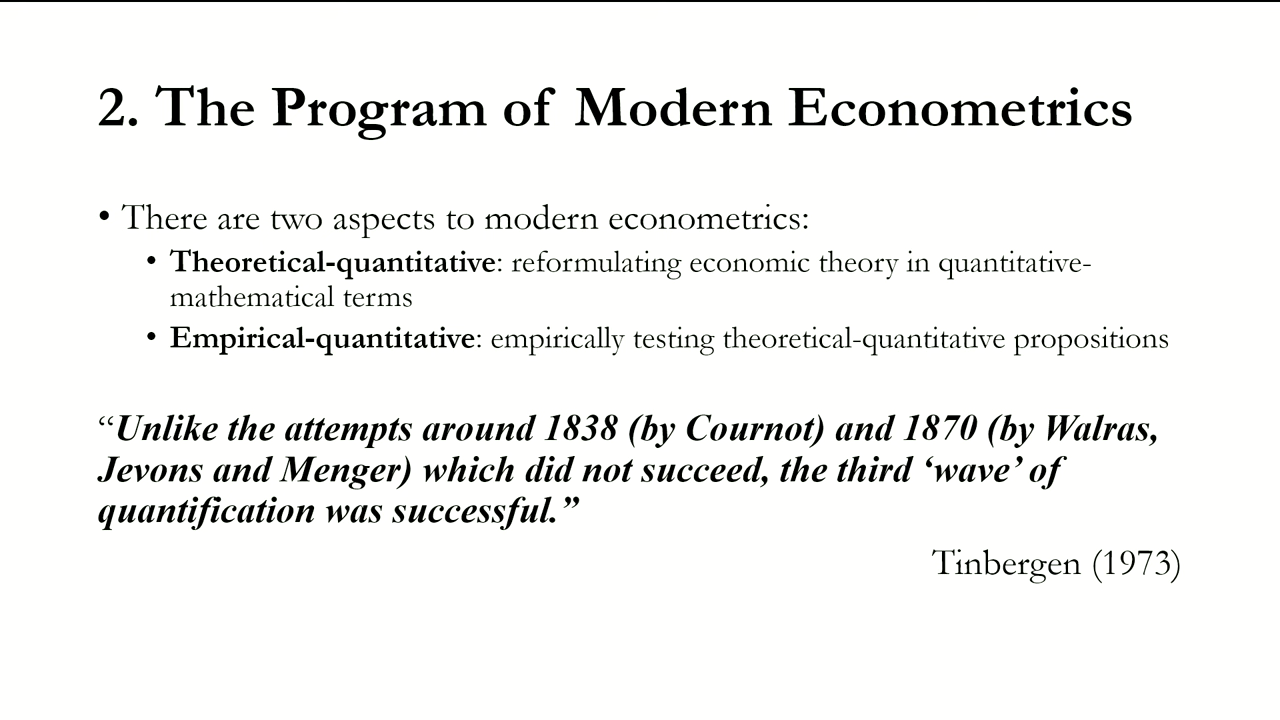 2. The Program of Modern Econometrics
• There are two aspects to modern econometrics:
• Theoretical-quantitative: reformulating economic theory in quantitative-
mathematical terms
• Empirical-quantitative: empirically testing theoretical-quantitative propositions
“Unlike the attempts around 1838 (by Cournot) and 1870 (by Walras,
Jevons and Menger) which did not succeed, the third ‘wave’ of
quantification was successful.”
Tinbergen (1973)